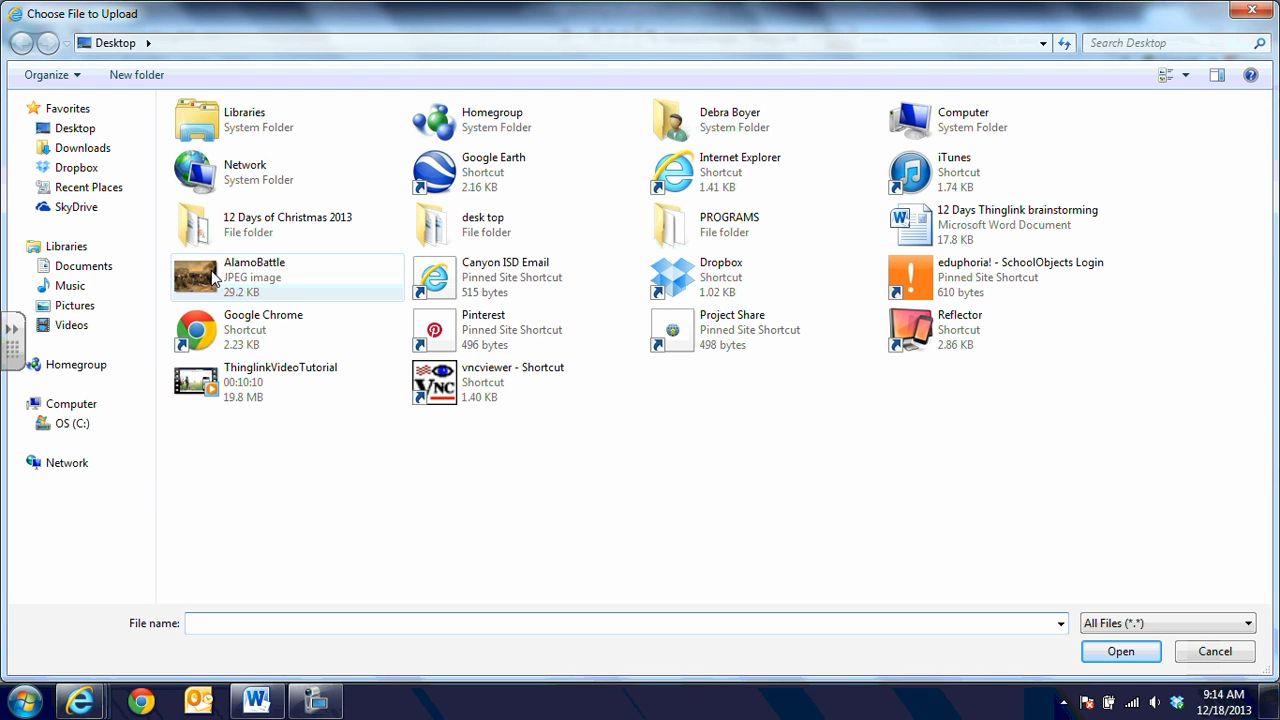 Choose File to Upload
Desktop
Search Desktop
Organize
New folder
Favorites
Desktop
Downloads
Dropbox
Recent Places
SkyDrive
Libraries
Documents
Music
Pictures
Videos
Homegroup
Computer
OS (C:)
Network
Libraries
System Folder
Homegroup
System Folder
Debra Boyer
System Folder
Computer
System Folder
Network
System Folder
Google Earth
Shortcut
2.16 KB
Internet Explorer
Shortcut
1.41 KB
iTunes
Shortcut
1.74 KB
12 Days of Christmas 2013
File folder
desk top
File folder
PROGRAMS
File folder
12 Days Thinglink brainstorming
Microsoft Word Document
17.8 KB
AlamoBattle
JPEG image
29.2 KB
Canyon ISD Email
Pinned Site Shortcut
515 bytes
Dropbox
Shortcut
1.02 KB
eduphoria! - SchoolObjects Login
Pinned Site Shortcut
610 bytes
Google Chrome
Shortcut
2.23 KB
Pinterest
Pinned Site Shortcut
496 bytes
Project Share
Pinned Site Shortcut
498 bytes
Reflector
Shortcut
2.86 KB
ThinglinkVideoTutorial
00:10:10
19.8 MB
VNC
vncviewer - Shortcut
Shortcut
1.40 KB
File name:
All Files (*.*)
Open
Cancel
9:14 AM
12/18/2013